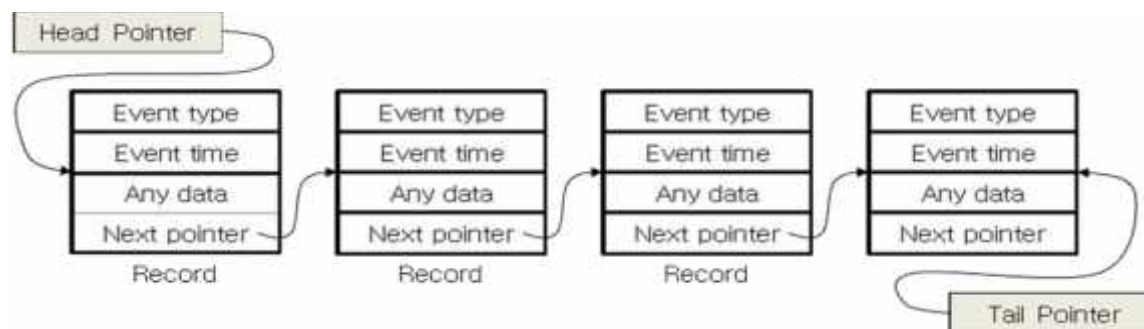 Head Pointer
Event type
Event time
Any data
Next pointer
Record
Event type
Event time
Any data
Next pointer
Record
Event type
Event time
Any data
Next pointer
Record
Event type
Event time
Any data
Next pointer
Tail Pointer